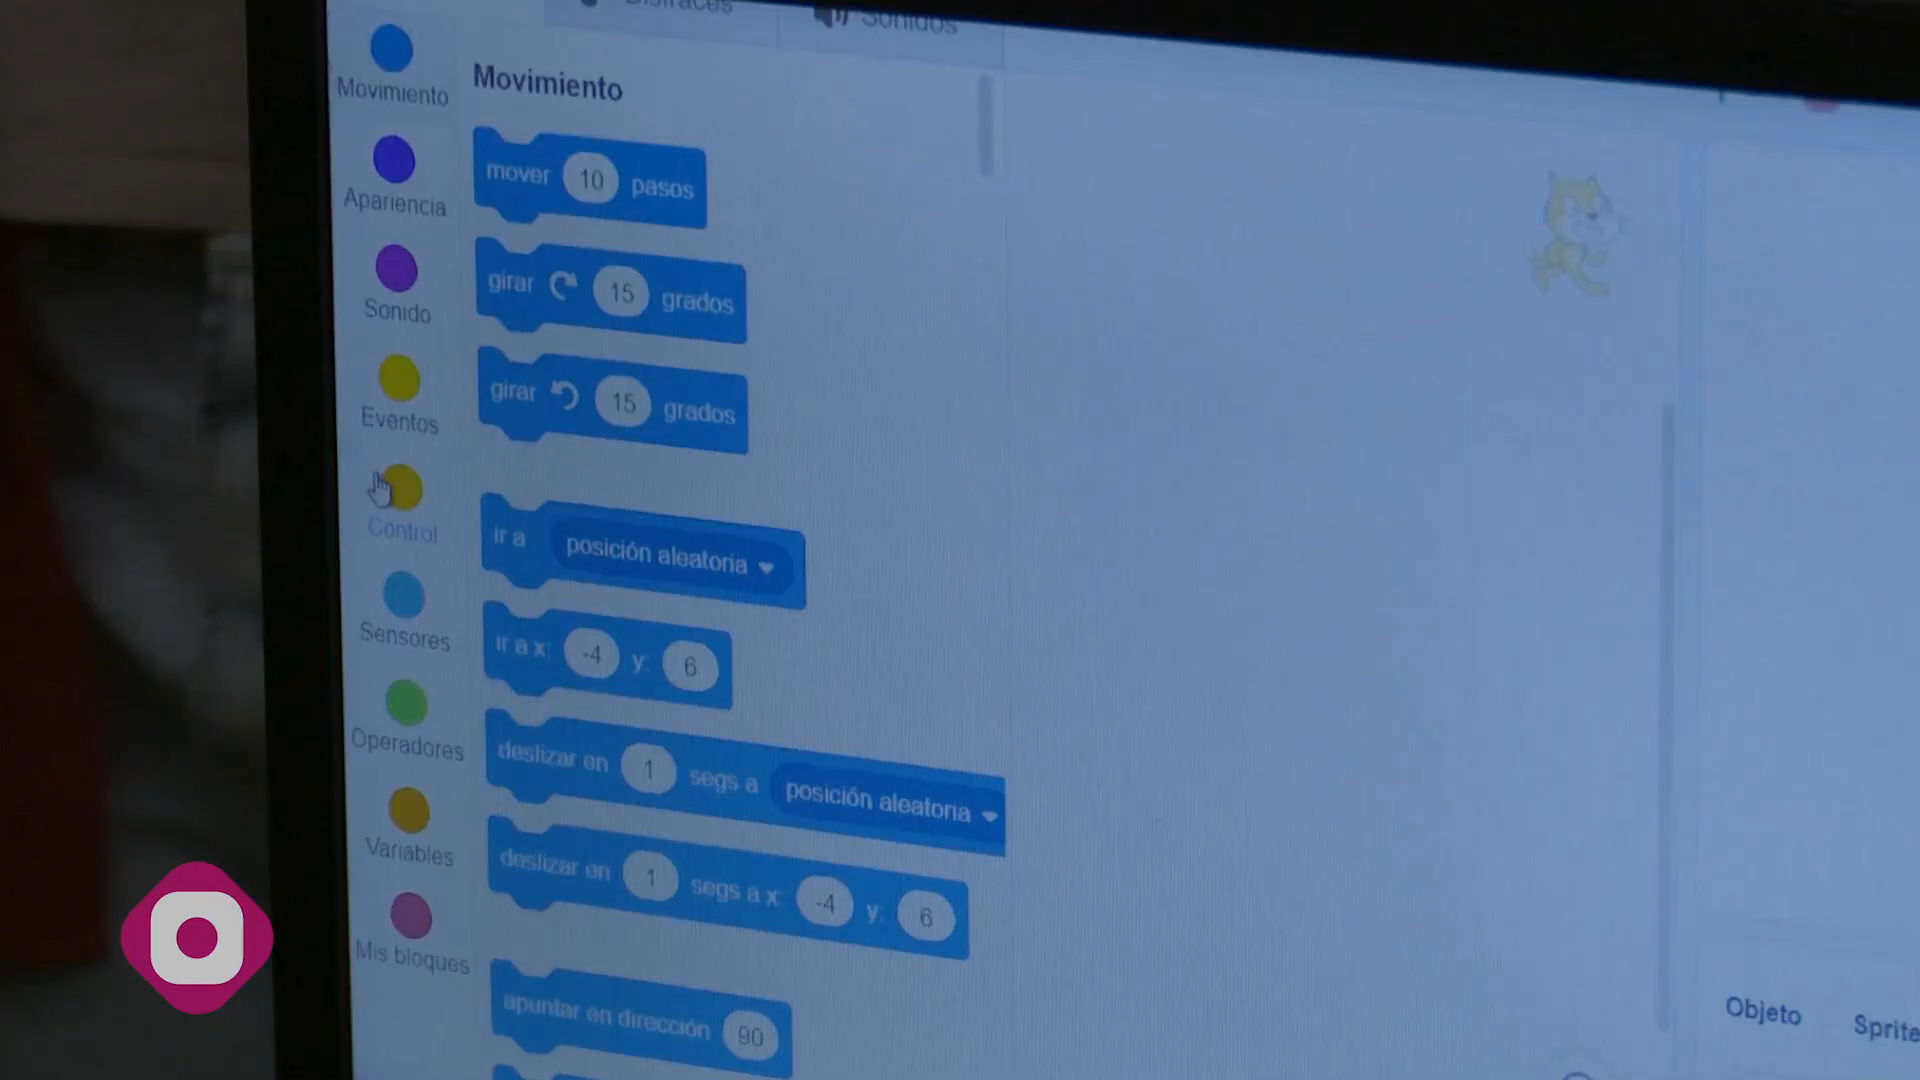 Disfraces
Sonidos
Movimiento
Apariencia
Sonido
Eventos
Control
Sensores
Operadores
Variables
Mis bloques
Movimiento
mover 10 pasos
girar 15 grados
girar 15 grados
ir a posición aleatoria
ir a x: -4 y: 6
deslizar en 1 segs a posición aleatoria
deslizar en 1 segs a x: -4 y: 6
apuntar en dirección 90
Objeto
Sprite